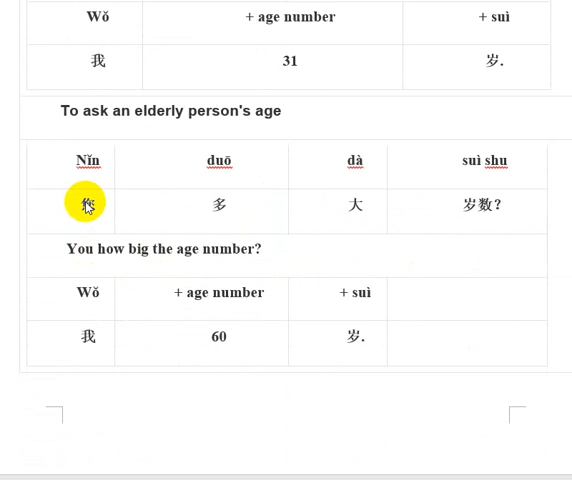 Wǒ + age number + suì
我 31 岁.
To ask an elderly person's age
Nǐn duō dà suì shu
您 多 大 岁数？
You how big the age number?
Wǒ + age number + suì
我 60 岁.